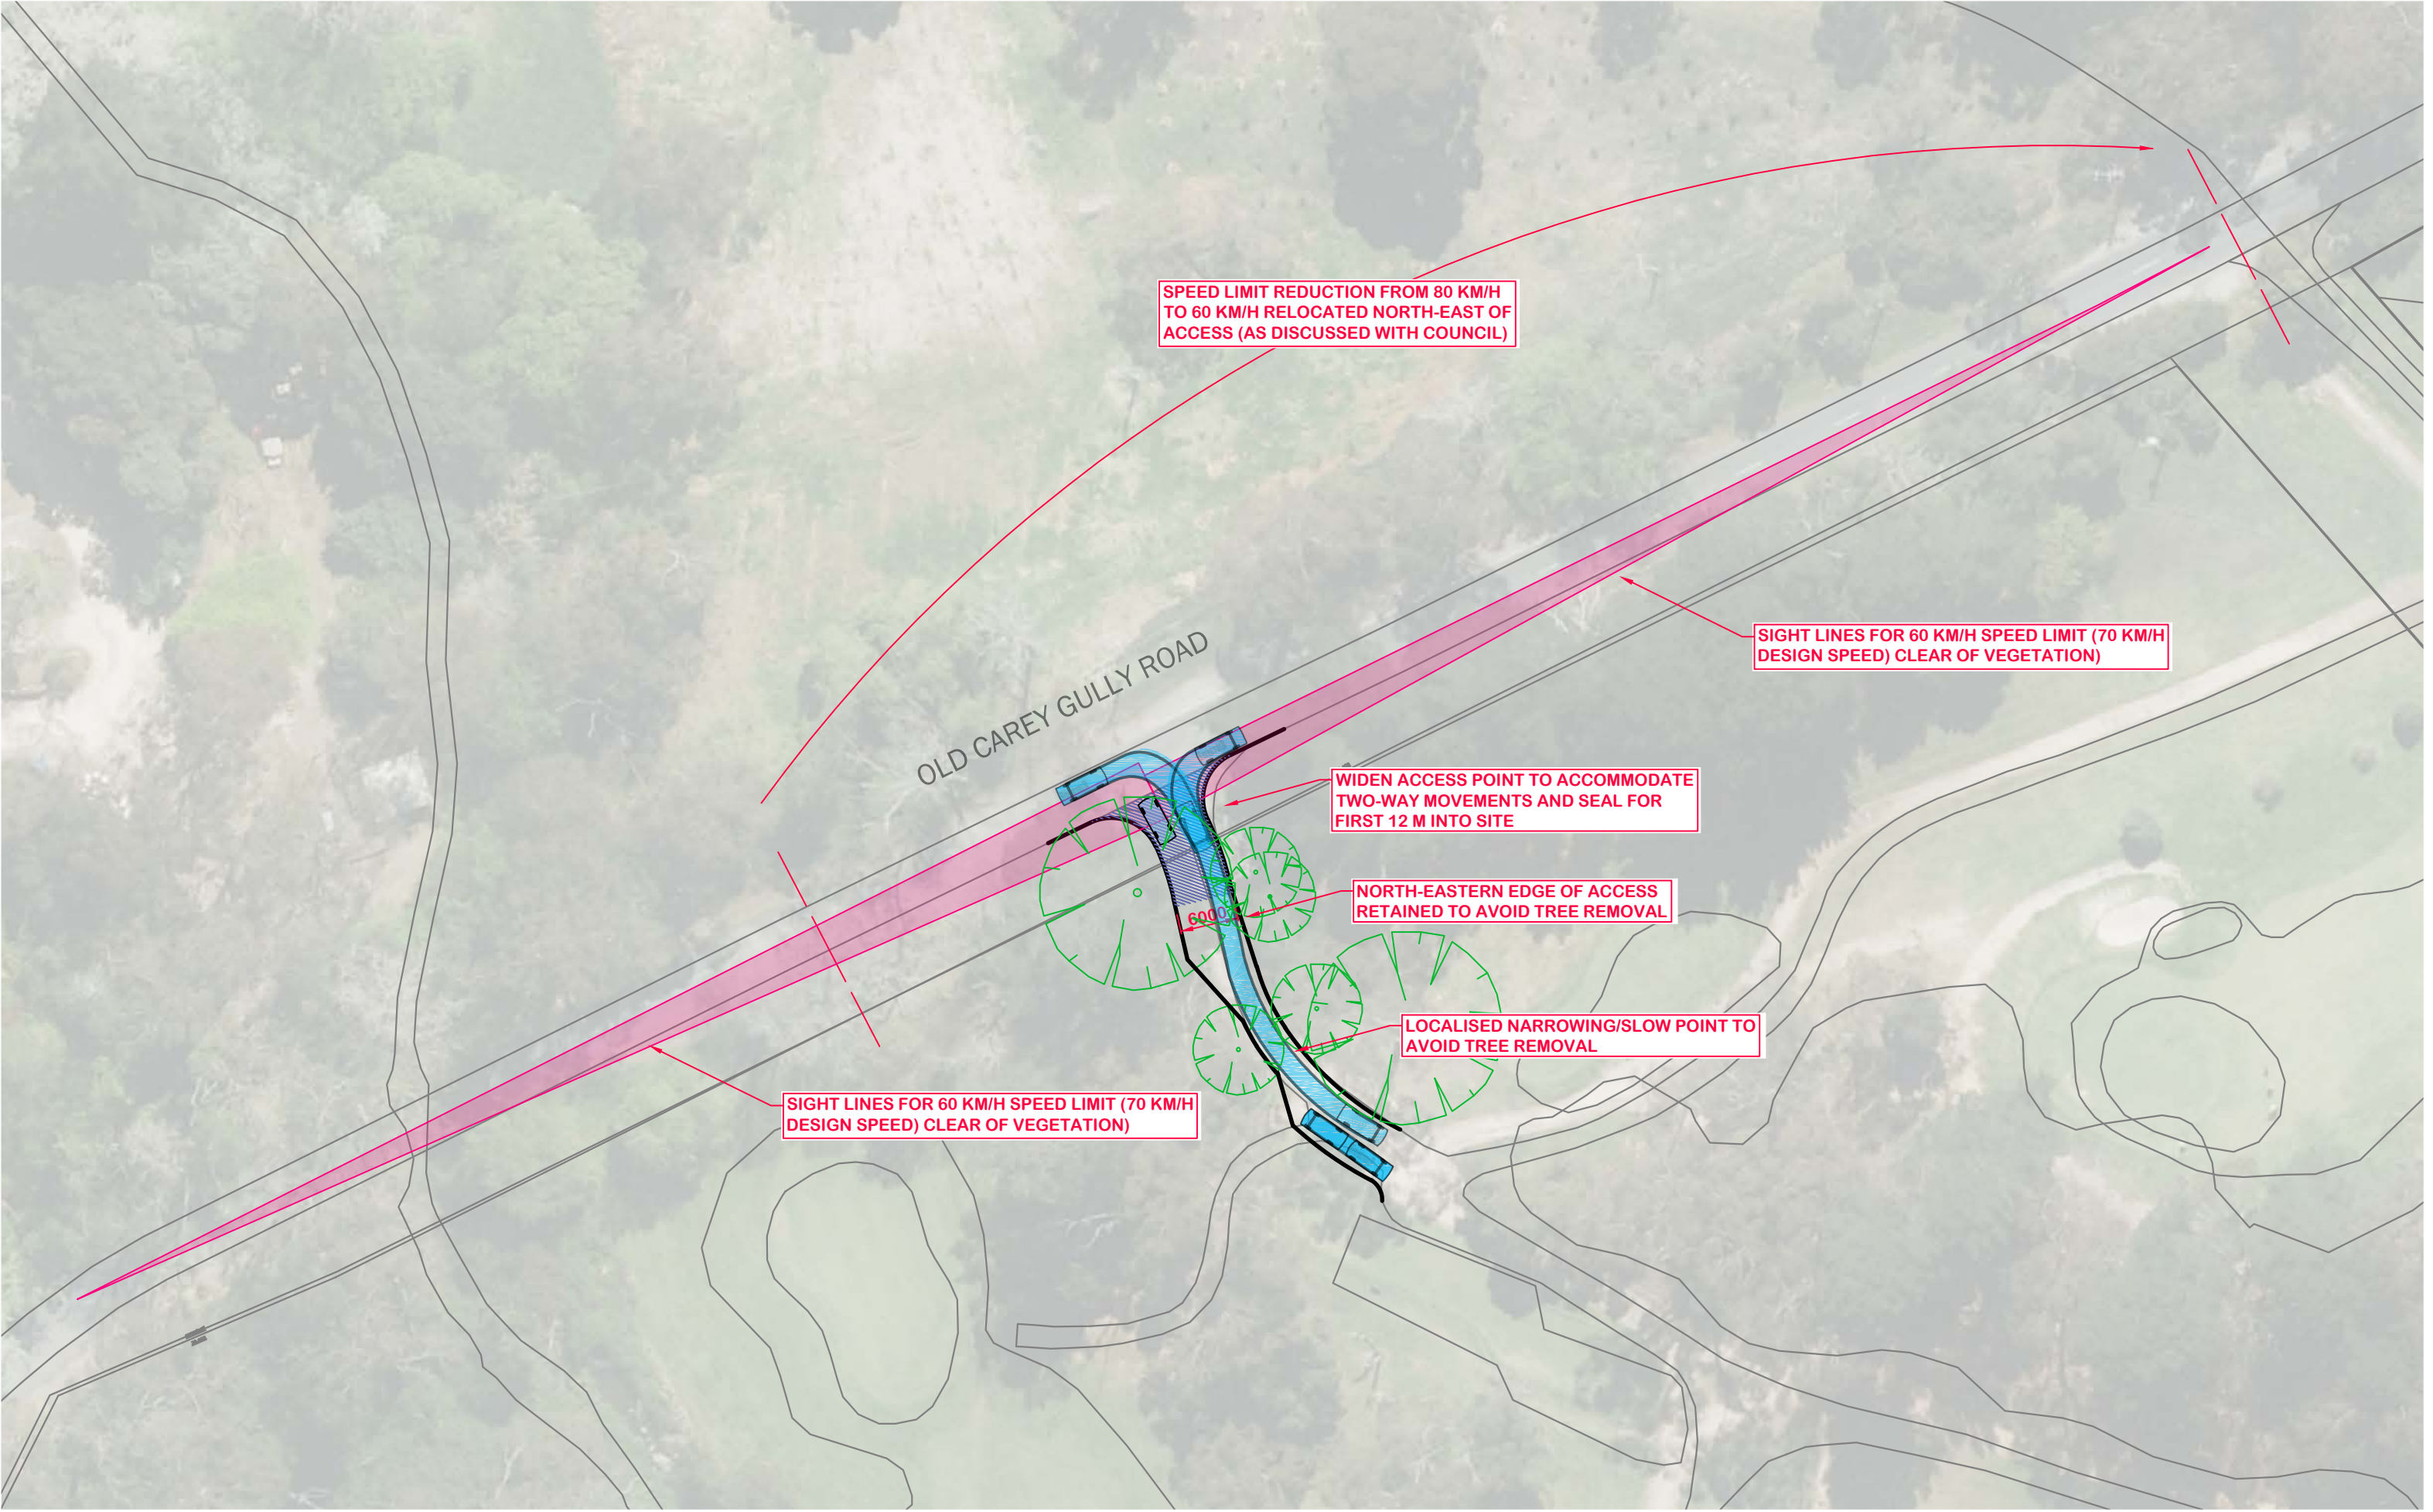 SPEED LIMIT REDUCTION FROM 80 KM/H
TO 60 KM/H RELOCATED NORTH-EAST OF
ACCESS (AS DISCUSSED WITH COUNCIL)
SIGHT LINES FOR 60 KM/H SPEED LIMIT (70 KM/H
DESIGN SPEED) CLEAR OF VEGETATION)
OLD CAREY GULLY ROAD
WIDEN ACCESS POINT TO ACCOMMODATE
TWO-WAY MOVEMENTS AND SEAL FOR
FIRST 12 M INTO SITE
NORTH-EASTERN EDGE OF ACCESS
RETAINED TO AVOID TREE REMOVAL
6000
LOCALISED NARROWING/SLOW POINT TO
AVOID TREE REMOVAL
SIGHT LINES FOR 60 KM/H SPEED LIMIT (70 KM/H
DESIGN SPEED) CLEAR OF VEGETATION)